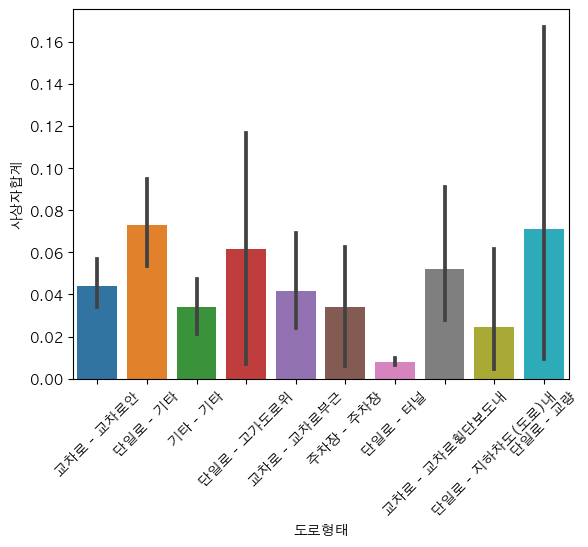 0.16
0.14
0.12
0.10
0.08
0.06
0.04
0.02
0.00
사상자합계
교차로 - 교차로안
단일로 - 기타
기타 - 기타
단일로 - 고가도로위
교차로 - 교차로부근
주차장 - 주차장
단일로 - 터널
교차로 - 교차로횡단보도내
단일로 - 지하차도(도로)내
단일로 - 교량
도로형태